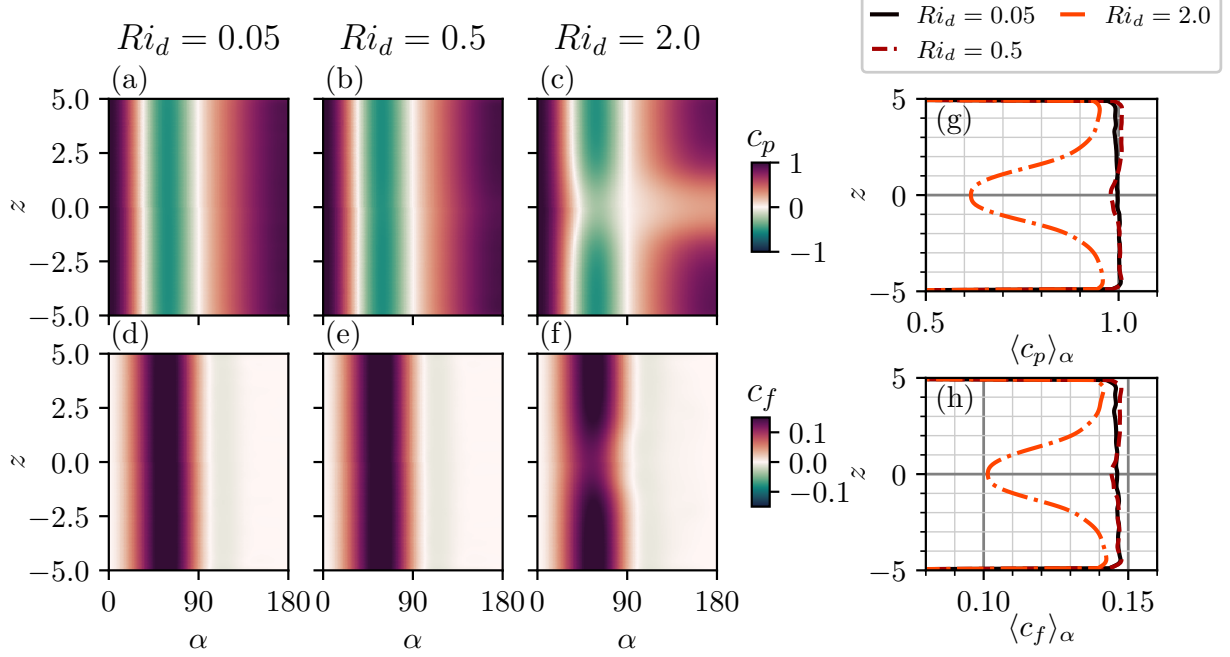 Ri_d = 0.05
Ri_d = 0.5
Ri_d = 2.0
Ri_d = 0.05
Ri_d = 2.0
Ri_d = 0.5
(a)
(b)
(c)
5.0
2.5
0.0
−2.5
−5.0
z
c_p
1
0
−1
(g)
5
0
−5
z
0.5
1.0
⟨c_p⟩_α
(d)
(e)
(f)
5.0
2.5
0.0
−2.5
−5.0
z
0
90
180
α
0
90
180
α
0
90
180
α
c_f
0.1
0.0
−0.1
(h)
5
0
−5
z
0.10
0.15
⟨c_f⟩_α